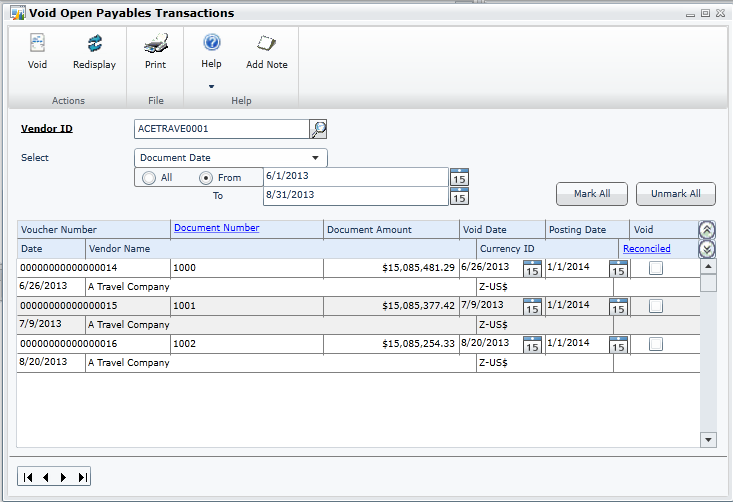 Void Open Payables Transactions
Void Redisplay Print Help Add Note
Actions File Help
Vendor ID ACETRAVE0001
Select Document Date
All From 6/1/2013 15
To 8/31/2013 15
Mark All Unmark All
Voucher Number Document Number Document Amount Void Date Posting Date Void
Date Vendor Name Currency ID Reconciled
00000000000000014 1000 $15,085,481.29 6/26/2013 15 1/1/2014 15
6/26/2013 A Travel Company Z-US$
00000000000000015 1001 $15,085,377.42 7/9/2013 15 1/1/2014 15
7/9/2013 A Travel Company Z-US$
00000000000000016 1002 $15,085,254.33 8/20/2013 15 1/1/2014 15
8/20/2013 A Travel Company Z-US$